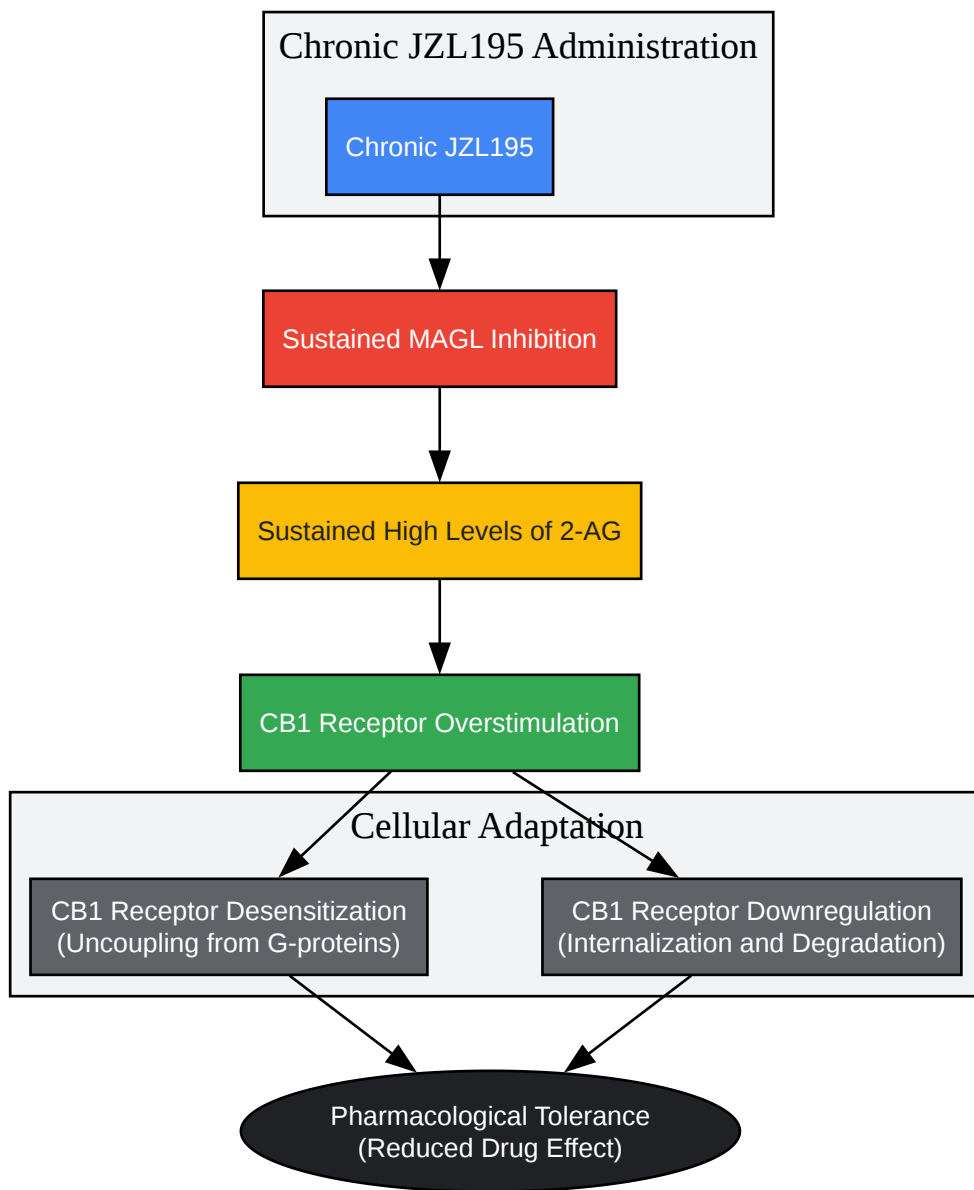 Chronic JZL195 Administration
Chronic JZL195
Sustained MAGL Inhibition
Sustained High Levels of 2-AG
CB1 Receptor Overstimulation
Cellular Adaptation
CB1 Receptor Desensitization
(Uncoupling from G-proteins)
CB1 Receptor Downregulation
(Internalization and Degradation)
Pharmacological Tolerance
(Reduced Drug Effect)